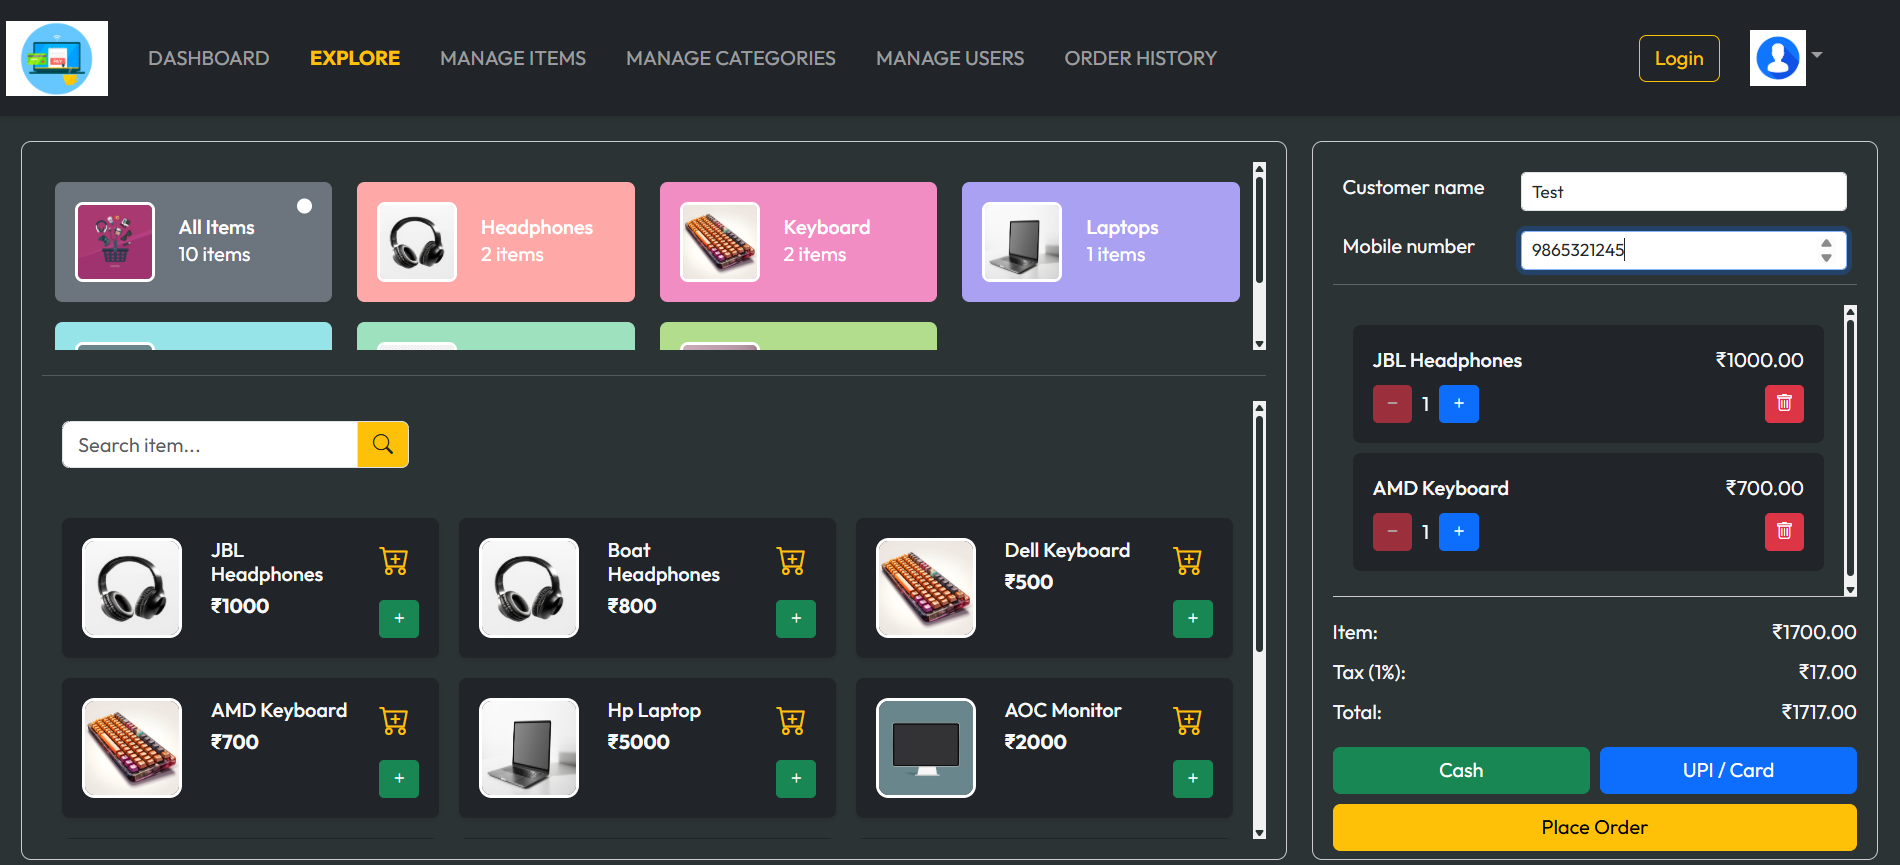 DASHBOARD
EXPLORE
MANAGE ITEMS
MANAGE CATEGORIES
MANAGE USERS
ORDER HISTORY
Login
All Items
10 items
Headphones
2 items
Keyboard
2 items
Laptops
1 items
Search item...
JBL
Headphones
₹1000
+
Boat
Headphones
₹800
+
Dell Keyboard
₹500
+
AMD Keyboard
₹700
+
Hp Laptop
₹5000
+
AOC Monitor
₹2000
+
Customer name
Test
Mobile number
9865321245
JBL Headphones ₹1000.00
− 1 +
AMD Keyboard ₹700.00
− 1 +
Item: ₹1700.00
Tax (1%): ₹17.00
Total: ₹1717.00
Cash
UPI / Card
Place Order